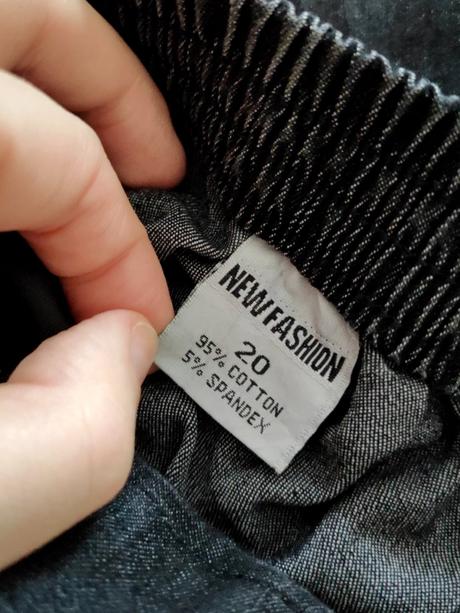 NEW FASHION
20
95% COTTON
5% SPANDEX